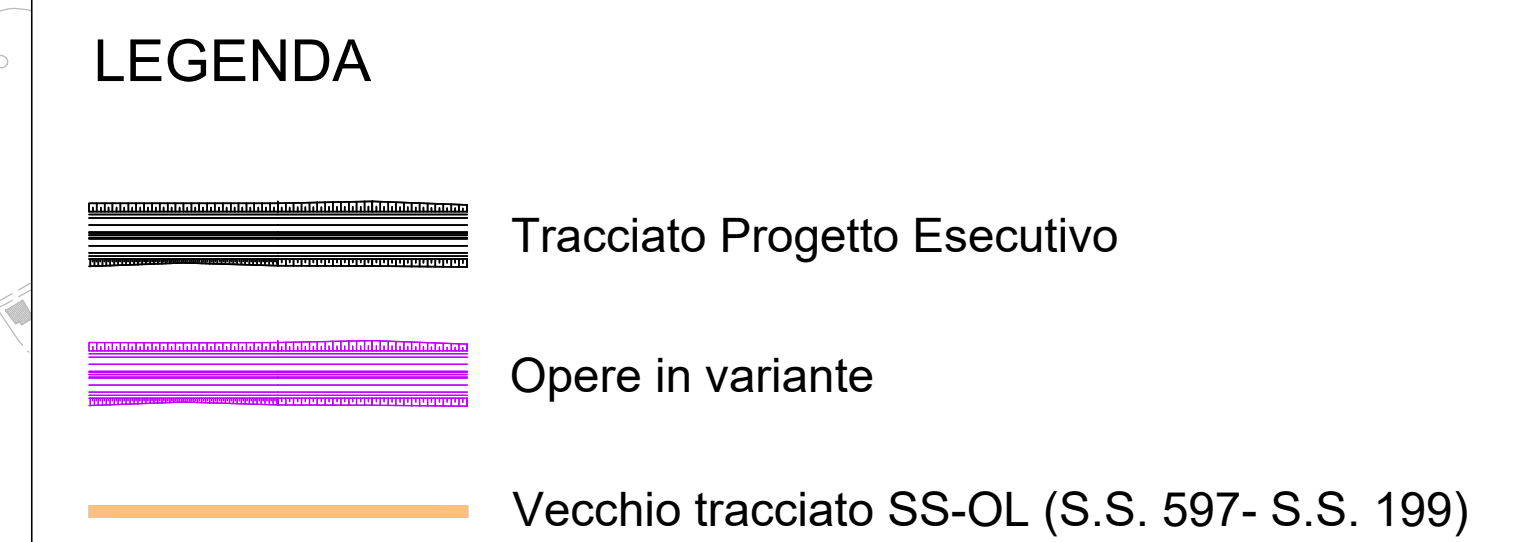 LEGENDA
Tracciato Progetto Esecutivo
Opere in variante
Vecchio tracciato SS-OL (S.S. 597- S.S. 199)